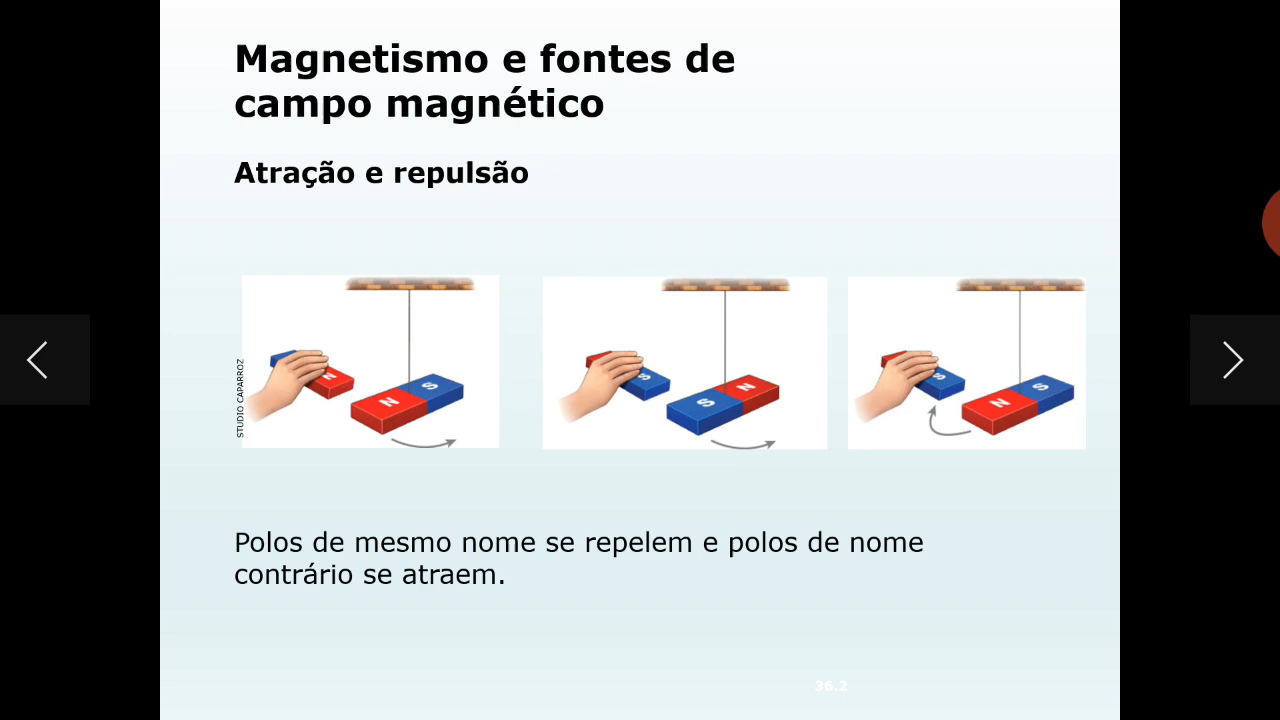 Magnetismo e fontes de
campo magnético
Atração e repulsão
STUDIO CAPARROZ
N
N
S
S
S
N
S
N
S
Polos de mesmo nome se repelem e polos de nome
contrário se atraem.
36.2